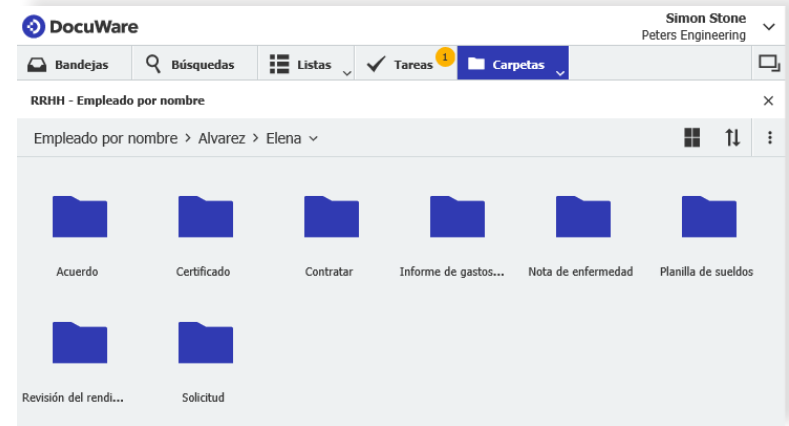 DocuWare
Simon Stone
Peters Engineering
Bandejas
Búsquedas
Listas
Tareas
1
Carpetas
RRHH - Empleado por nombre
Empleado por nombre > Alvarez > Elena
Acuerdo
Certificado
Contratar
Informe de gastos...
Nota de enfermedad
Planilla de sueldos
Revisión del rendi...
Solicitud